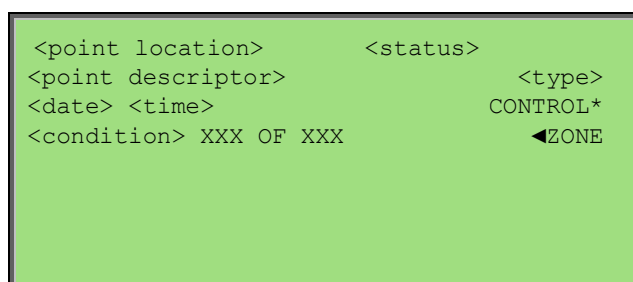 <point location> <status>
<point descriptor> <type>
<date> <time> CONTROL*
<condition> XXX OF XXX ◄ZONE